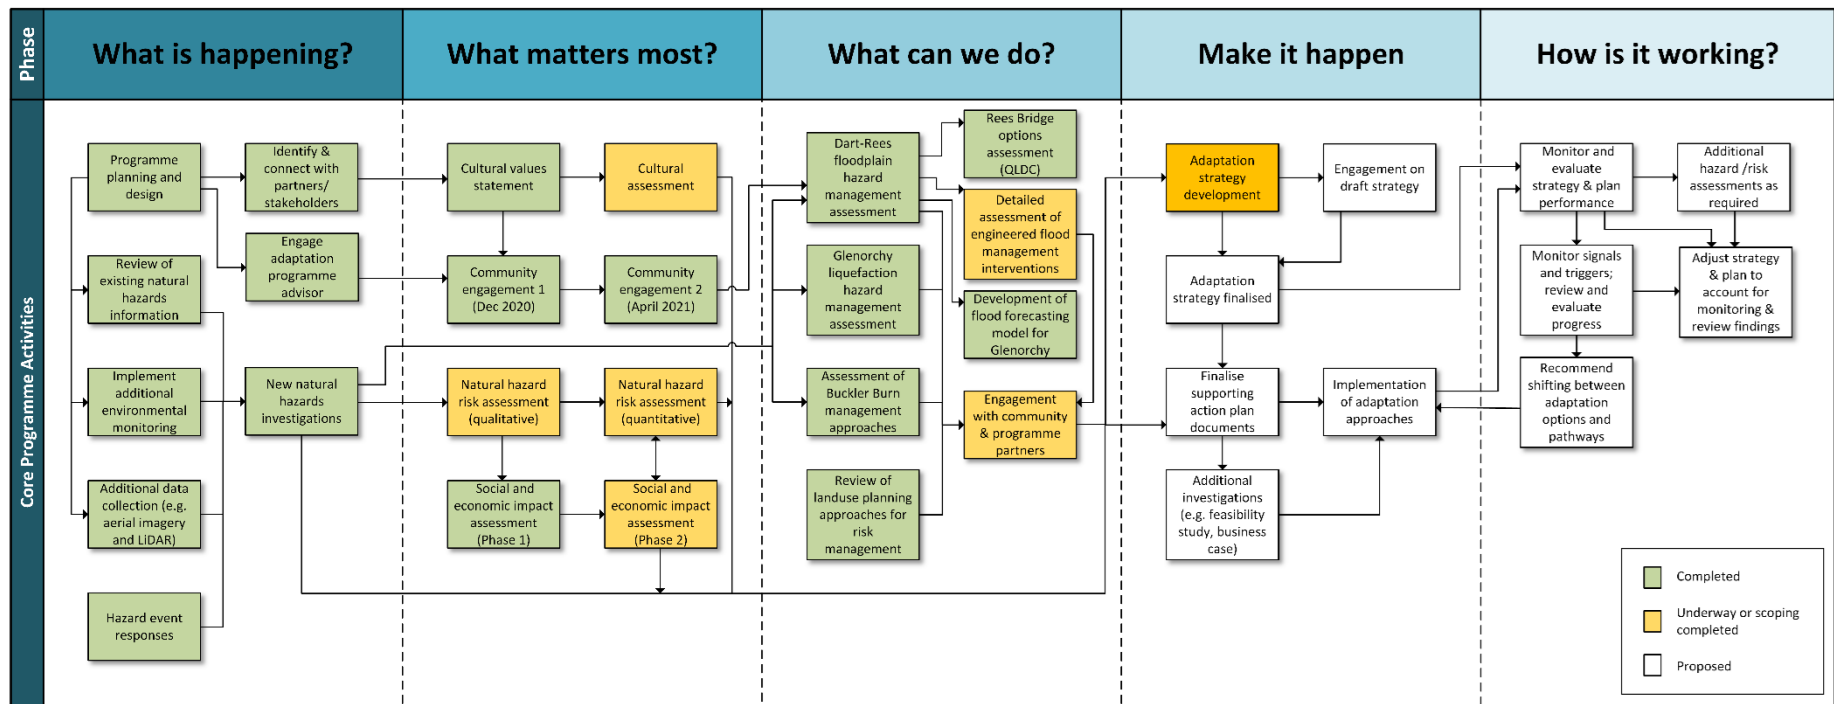 Phase
What is happening?
What matters most?
What can we do?
Make it happen
How is it working?
Core Programme Activities
Programme
planning and
design
Identify &
connect with
partners/
stakeholders
Engage
adaptation
programme
advisor
Review of
existing natural
hazards
information
Implement
additional
environmental
monitoring
New natural
hazards
investigations
Additional data
collection (e.g.
aerial imagery
and LiDAR)
Hazard event
responses
Cultural values
statement
Cultural
assessment
Community
engagement 1
(Dec 2020)
Community
engagement 2
(April 2021)
Natural hazard
risk assessment
(qualitative)
Natural hazard
risk assessment
(quantitative)
Social and
economic impact
assessment
(Phase 1)
Social and
economic impact
assessment
(Phase 2)
Dart-Rees
floodplain
hazard
management
assessment
Rees Bridge
options
assessment
(QLDC)
Detailed
assessment of
engineered flood
management
interventions
Glenorchy
liquefaction
hazard
management
assessment
Development of
flood forecasting
model for
Glenorchy
Assessment of
Buckler Burn
management
approaches
Engagement
with community
& programme
partners
Review of
landuse planning
approaches for
risk
management
Adaptation
strategy
development
Engagement on
draft strategy
Adaptation
strategy finalised
Finalise
supporting
action plan
documents
Implementation
of adaptation
approaches
Additional
investigations
(e.g. feasibility
study, business
case)
Monitor and
evaluate
strategy & plan
performance
Additional
hazard /risk
assessments as
required
Monitor signals
and triggers;
review and
evaluate
progress
Adjust strategy
& plan to
account for
monitoring &
review findings
Recommend
shifting between
adaptation
options and
pathways
Completed
Underway or scoping
completed
Proposed